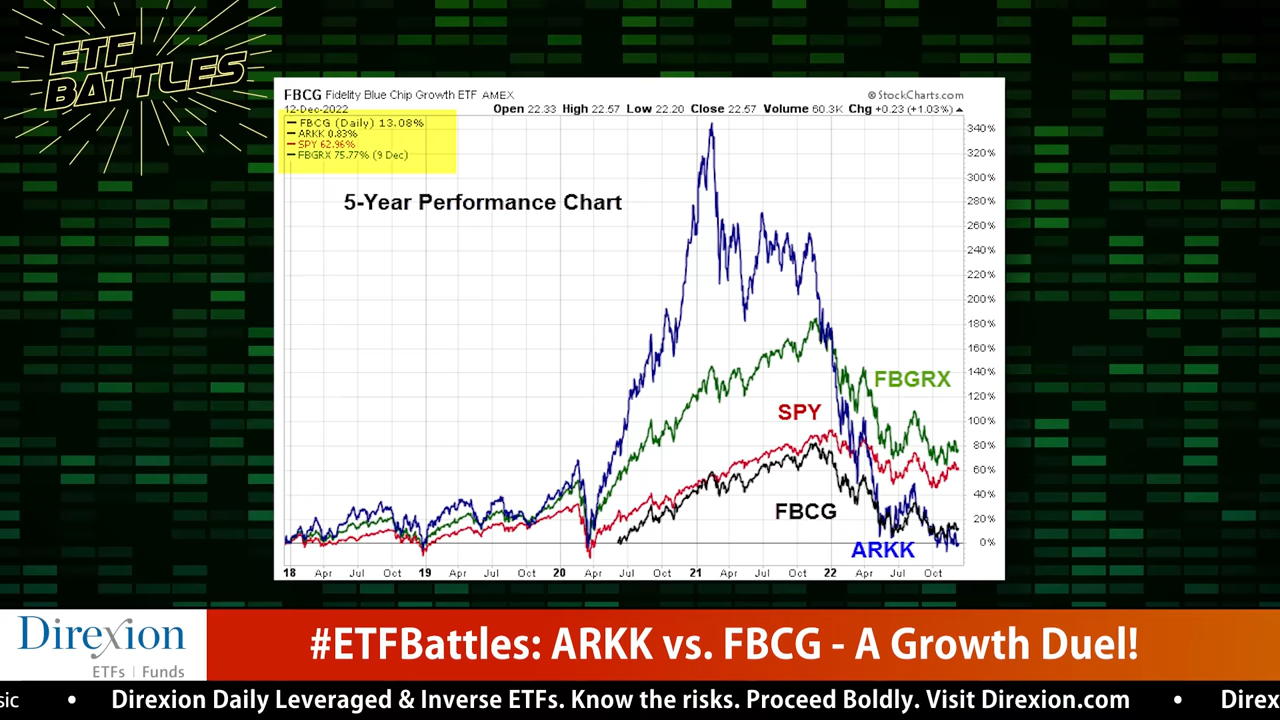 ETF
BATTLES
FBCG Fidelity Blue Chip Growth ETF AMEX
© StockCharts.com
12-Dec-2022
Open 22.33 High 22.57 Low 22.20 Close 22.57 Volume 60.3K Chg +0.23 (+1.03%)
FBCG (Daily) 13.08%
ARKK 0.83%
SPY 62.96%
FBGRX 75.77% (9 Dec)
5-Year Performance Chart
340%
320%
300%
280%
260%
240%
220%
200%
180%
160%
140%
120%
100%
80%
60%
40%
20%
0%
FBGRX
SPY
FBCG
ARKK
18 Apr Jul Oct 19 Apr Jul Oct 20 Apr Jul Oct 21 Apr Jul Oct 22 Apr Jul Oct
Direxion
ETFs | Funds
#ETFBattles: ARKK vs. FBCG - A Growth Duel!
sic • Direxion Daily Leveraged & Inverse ETFs. Know the risks. Proceed Boldly. Visit Direxion.com • Direx